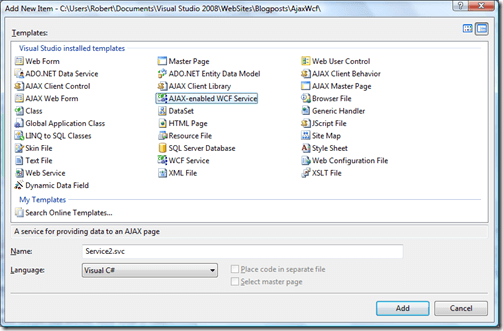 Add New Item - C:\Users\Robert\Documents\Visual Studio 2008\WebSites\Blogposts\AjaxWcf\
Templates:
Visual Studio installed templates
Web Form Master Page Web User Control
ADO.NET Data Service ADO.NET Entity Data Model AJAX Client Behavior
AJAX Client Control AJAX Client Library AJAX Master Page
AJAX Web Form AJAX-enabled WCF Service Browser File
Class DataSet Generic Handler
Global Application Class HTML Page JScript File
LINQ to SQL Classes Resource File Site Map
Skin File SQL Server Database Style Sheet
Text File WCF Service Web Configuration File
Web Service XML File XSLT File
Dynamic Data Field
My Templates
Search Online Templates...
A service for providing data to an AJAX page
Name: Service2.svc
Language: Visual C# Place code in separate file
Select master page
Add Cancel